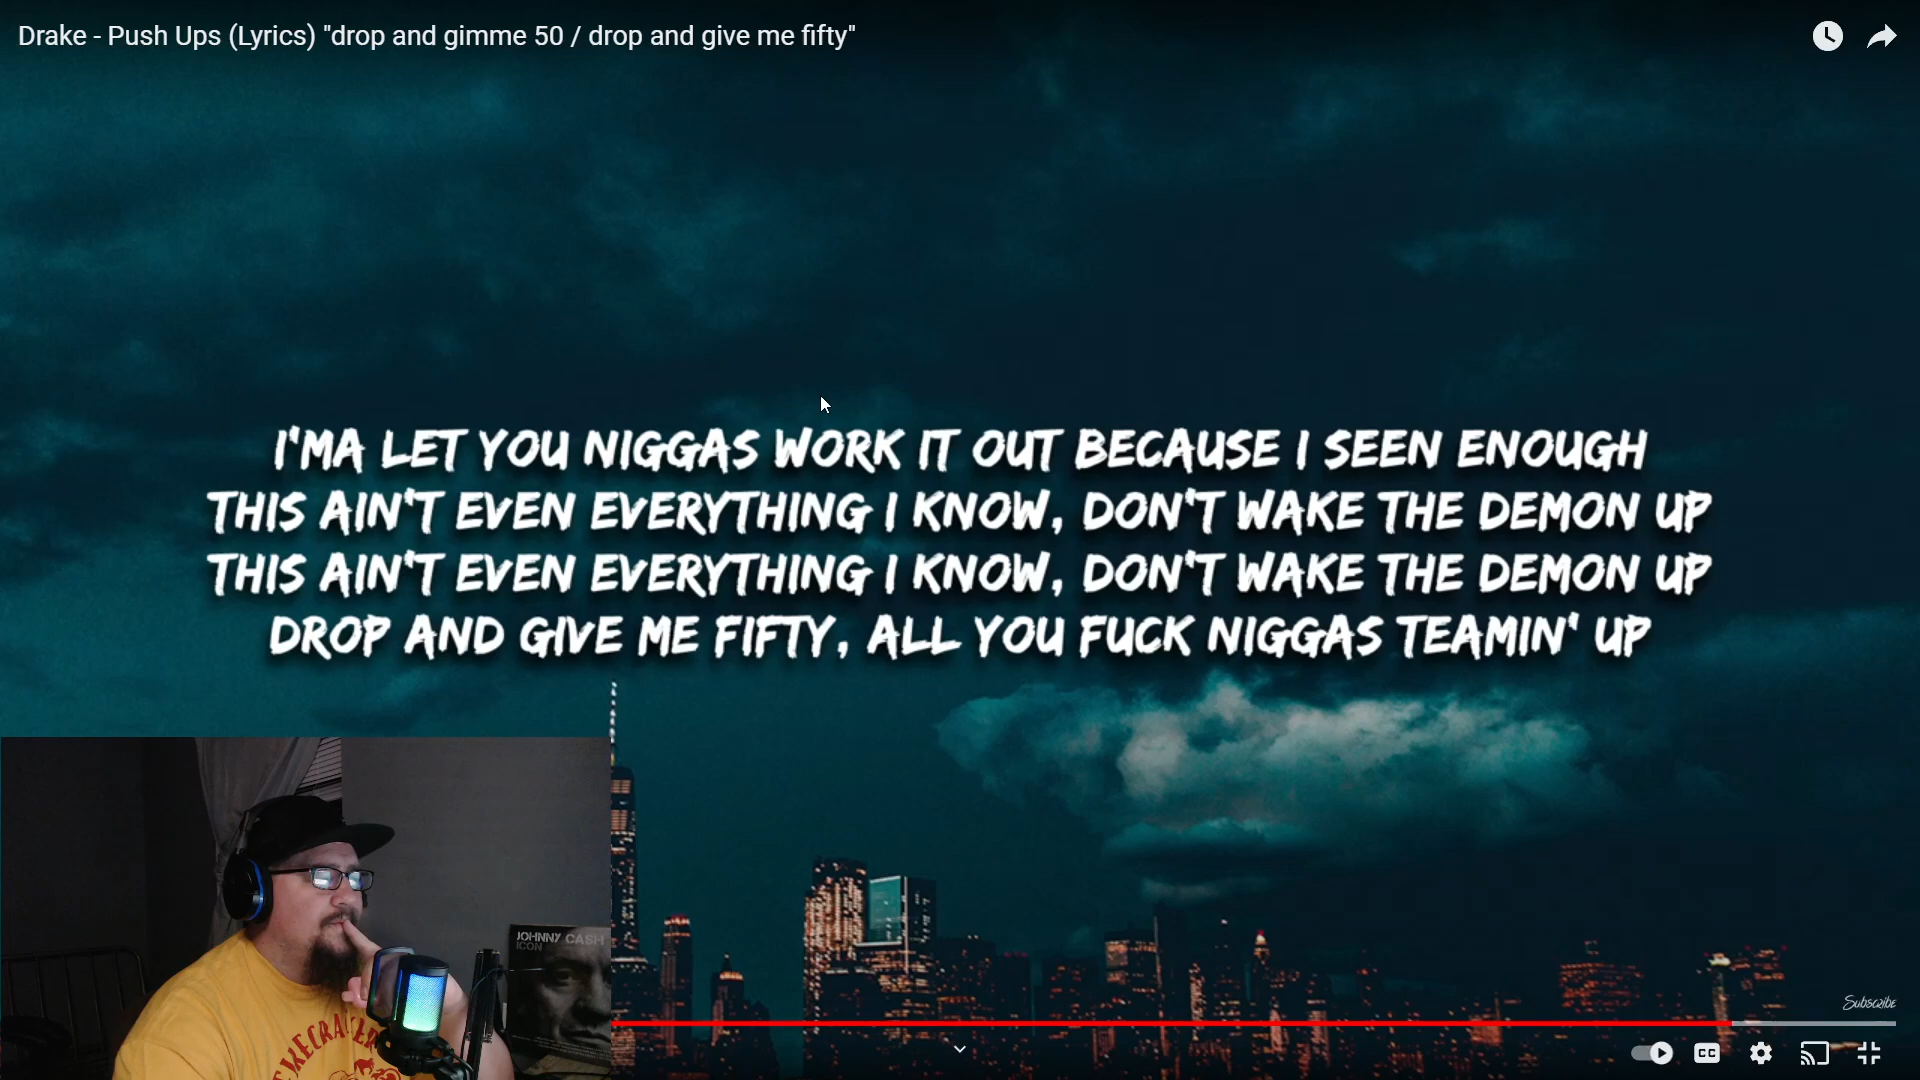 Drake - Push Ups (Lyrics) "drop and gimme 50 / drop and give me fifty"
I'MA LET YOU NIGGAS WORK IT OUT BECAUSE I SEEN ENOUGH
THIS AIN'T EVEN EVERYTHING I KNOW, DON'T WAKE THE DEMON UP
THIS AIN'T EVEN EVERYTHING I KNOW, DON'T WAKE THE DEMON UP
DROP AND GIVE ME FIFTY, ALL YOU FUCK NIGGAS TEAMIN' UP
JOHNNY CASH
ICON
Subscribe
CC